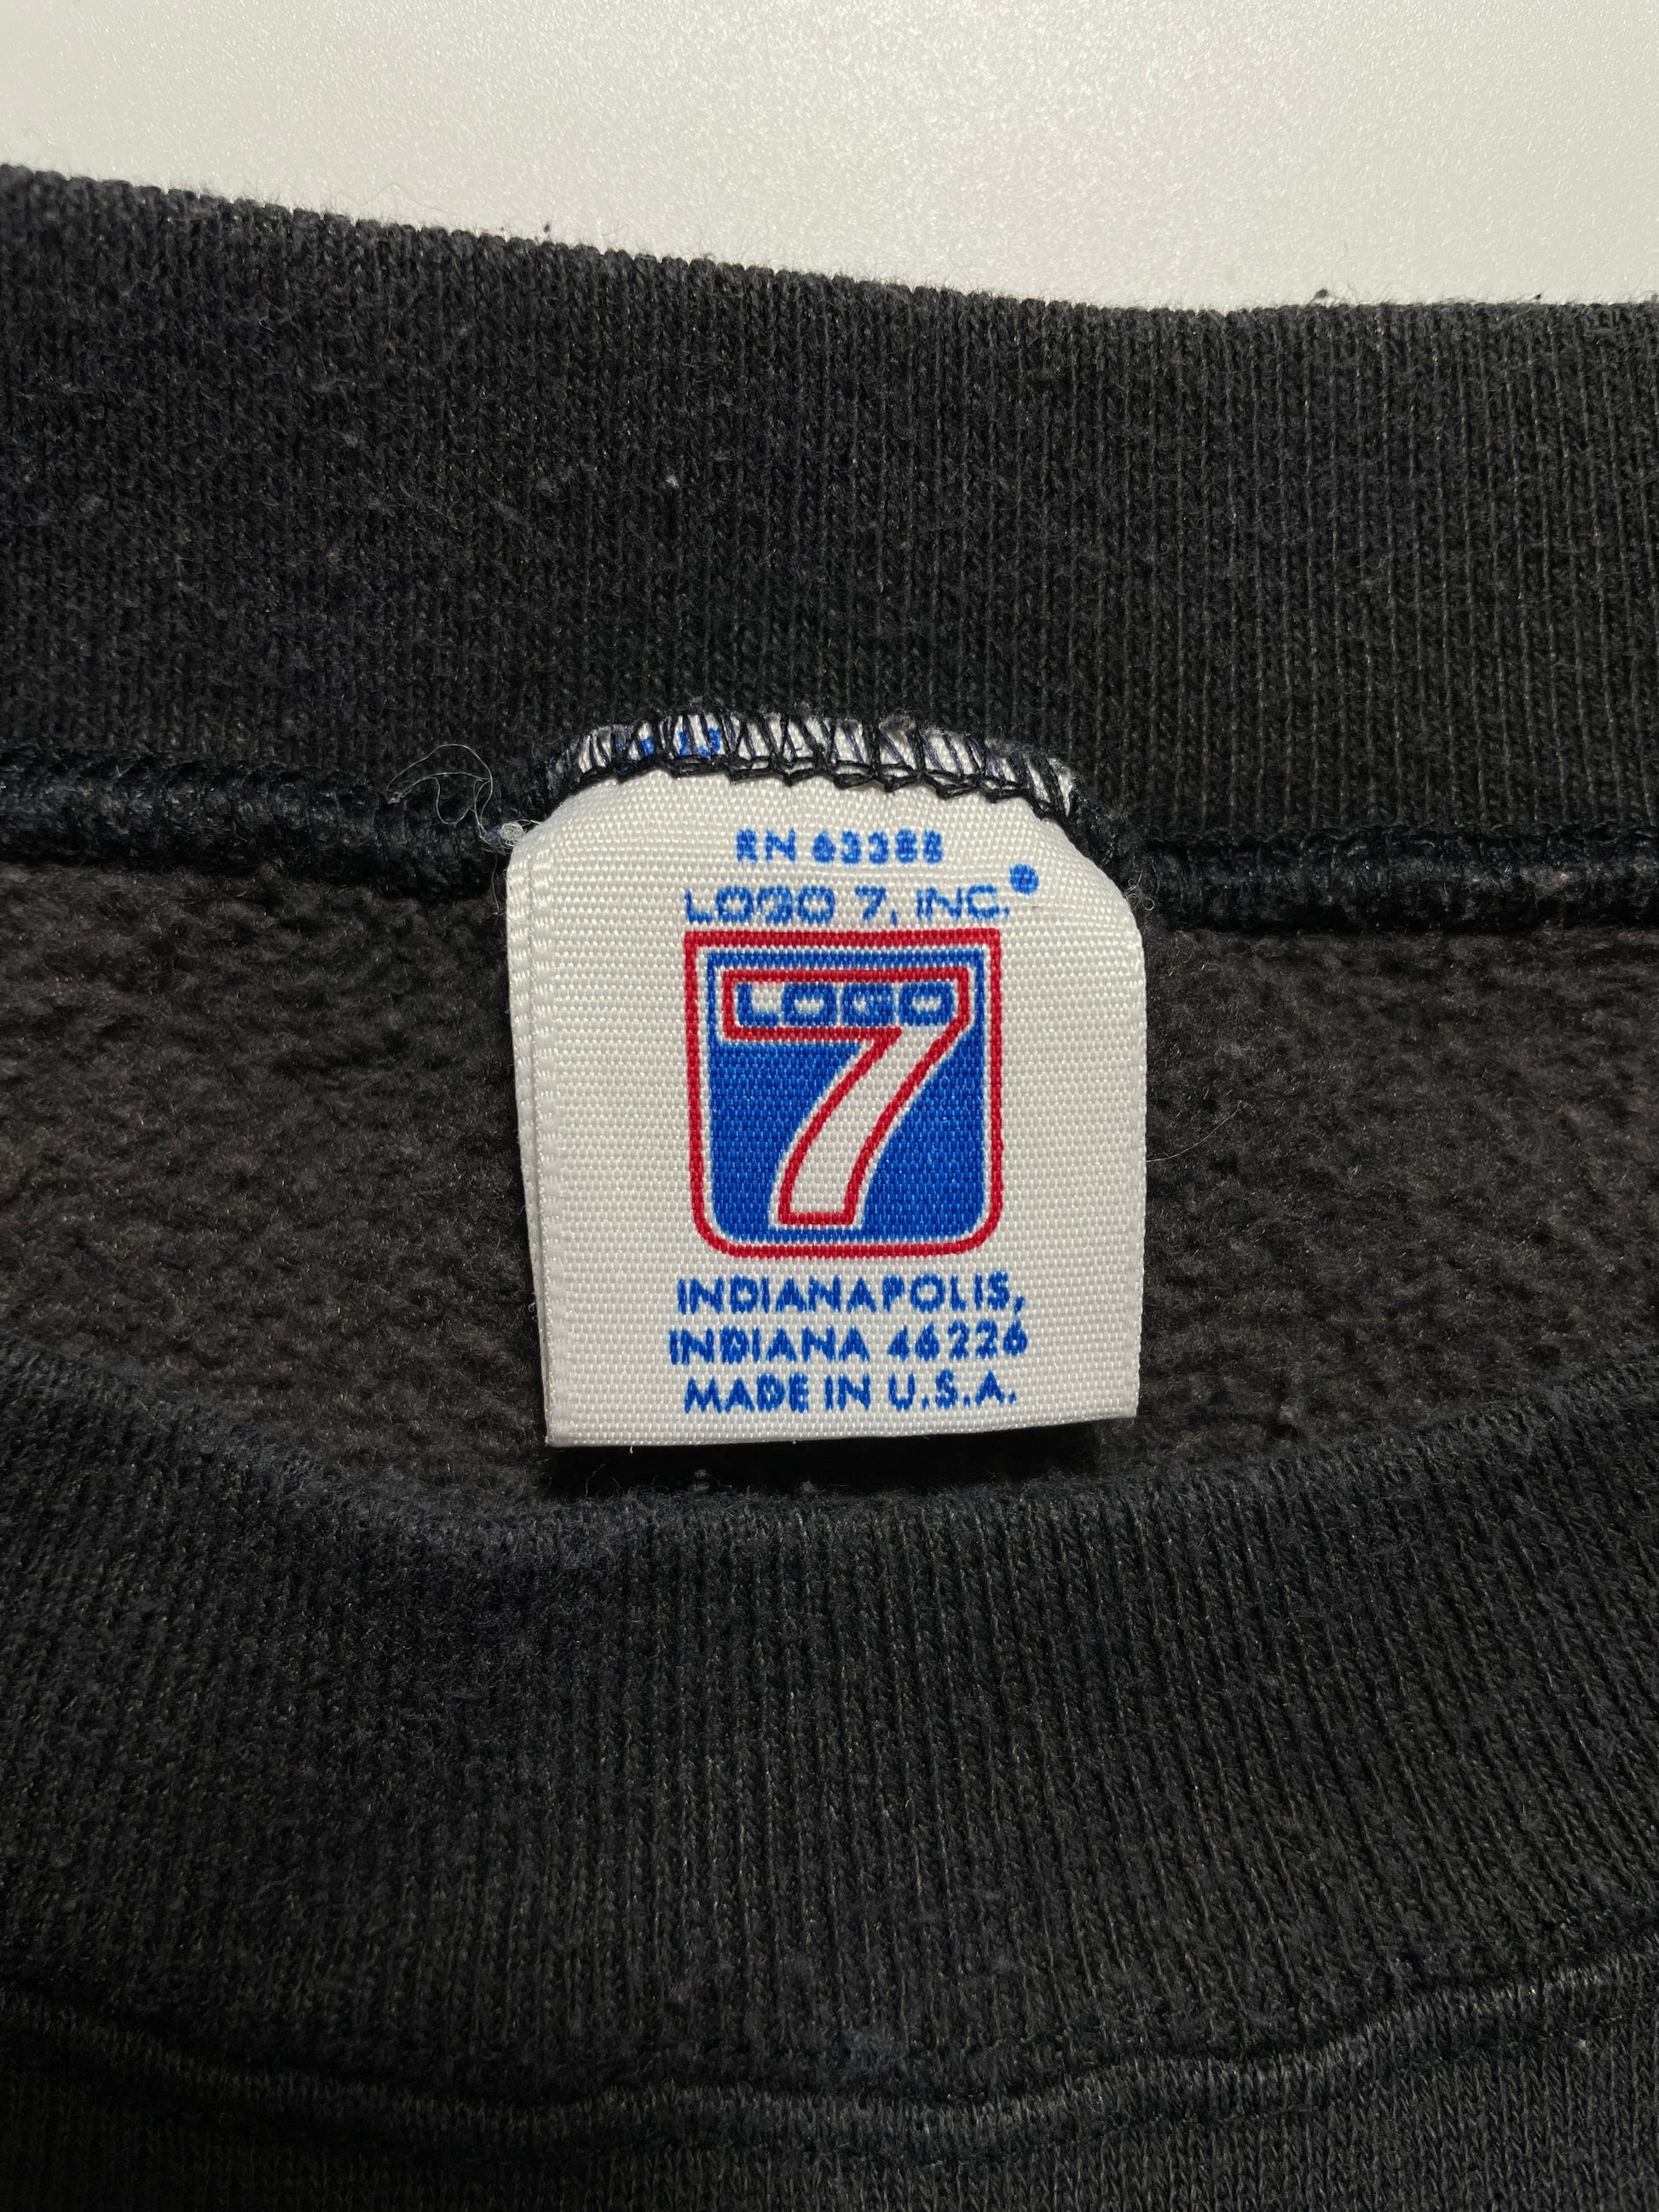 RN 63388
LOGO 7, INC.®
LOGO
7
INDIANAPOLIS,
INDIANA 46226
MADE IN U.S.A.